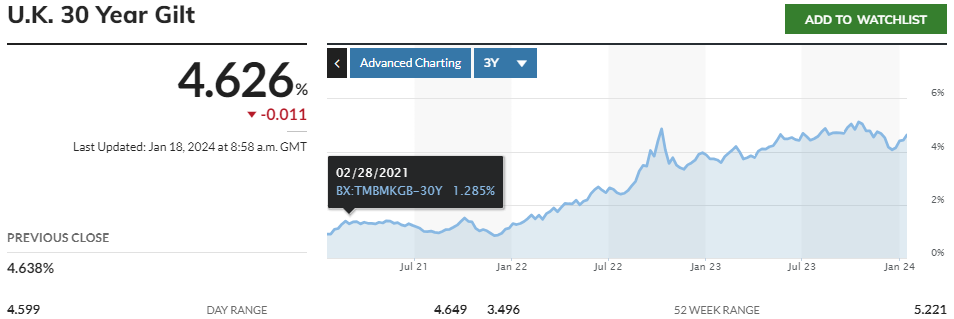 U.K. 30 Year Gilt
ADD TO WATCHLIST
4.626%
▼ -0.011
Last Updated: Jan 18, 2024 at 8:58 a.m. GMT
PREVIOUS CLOSE
4.638%
< Advanced Charting 3Y ▼
6%
4%
2%
0%
02/28/2021
BX:TMBMKGB-30Y 1.285%
Jul 21 Jan 22 Jul 22 Jan 23 Jul 23 Jan 24
4.599 DAY RANGE 4.649 3.496 52 WEEK RANGE 5.221